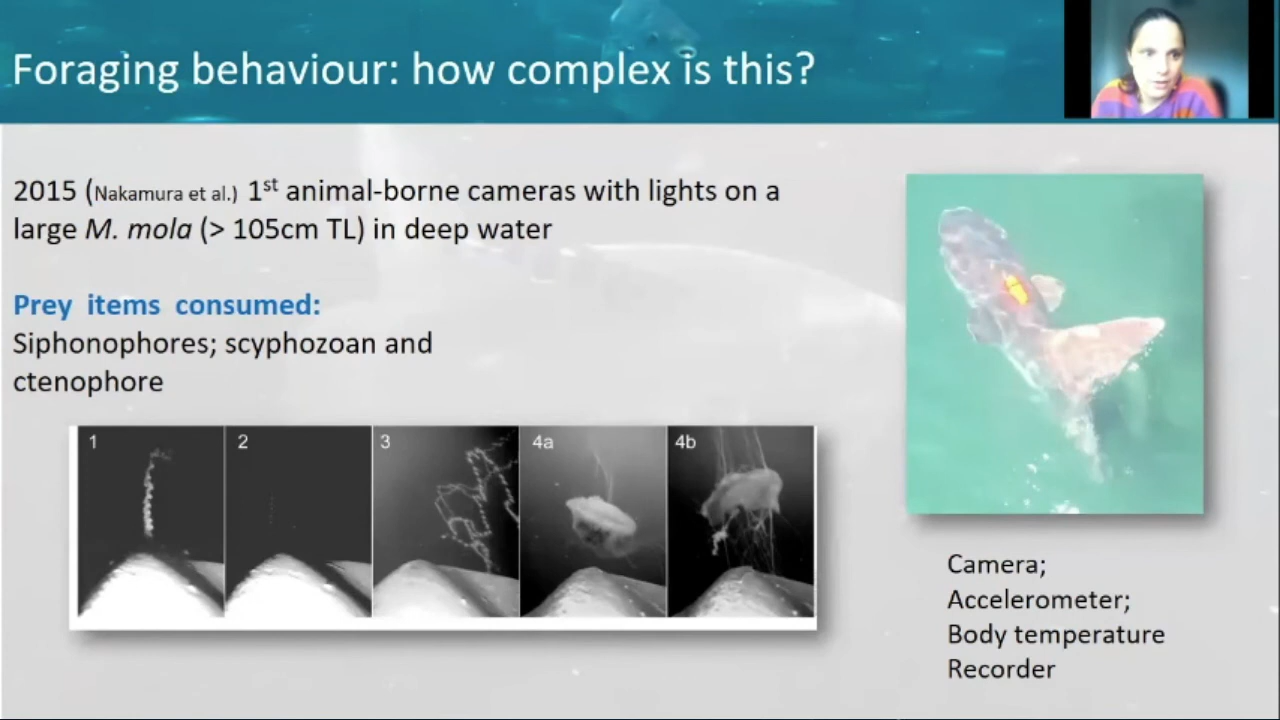 Foraging behaviour: how complex is this?
2015 (Nakamura et al.) 1st animal-borne cameras with lights on a
large M. mola (> 105cm TL) in deep water
Prey items consumed:
Siphonophores; scyphozoan and
ctenophore
1 2 3 4a 4b
Camera;
Accelerometer;
Body temperature
Recorder